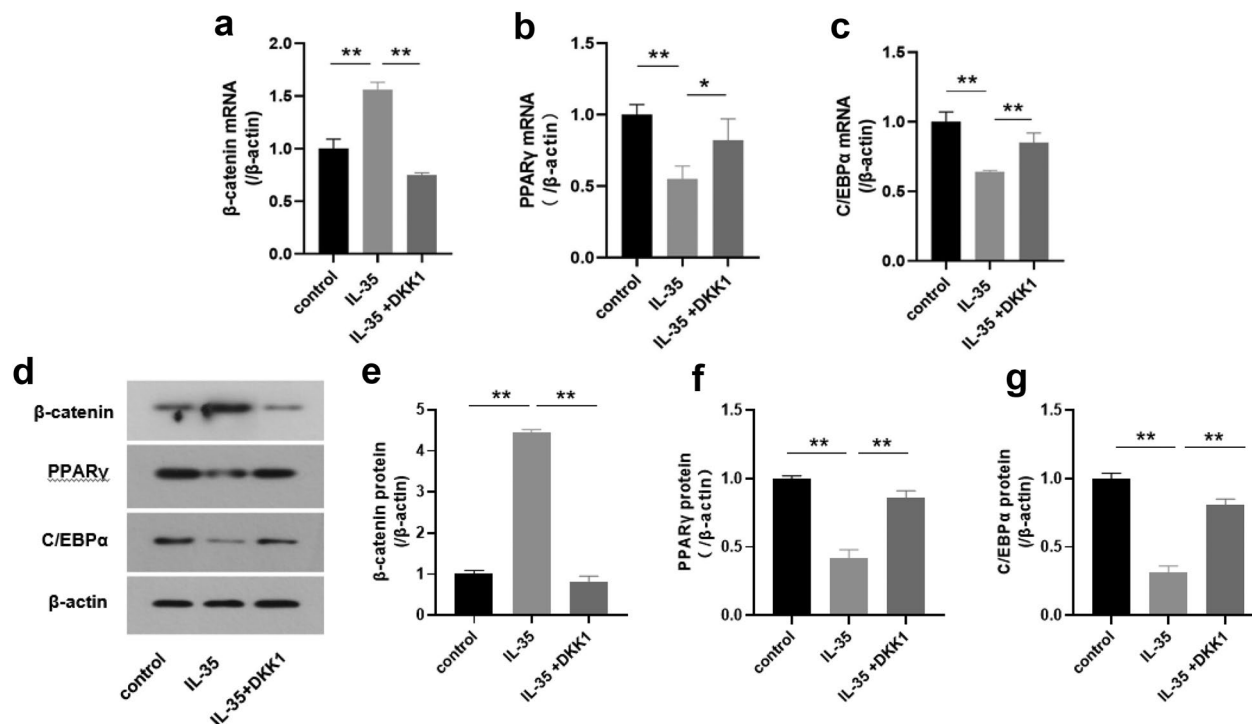 a
β-catenin mRNA
(/β-actin)
2.0
1.5
1.0
0.5
0.0
** **
control
IL-35
IL-35 +DKK1
b
PPARγ mRNA
( /β-actin)
1.5
1.0
0.5
0.0
**
*
control
IL-35
IL-35 +DKK1
c
C/EBPα mRNA
(/β-actin)
1.5
1.0
0.5
0.0
**
**
control
IL-35
IL-35 +DKK1
d
β-catenin
PPARγ
C/EBPα
β-actin
control
IL-35
IL-35+DKK1
e
β-catenin protein
(/β-actin)
5
4
3
2
1
0
** **
control
IL-35
IL-35 +DKK1
f
PPARγ protein
( /β-actin)
1.5
1.0
0.5
0.0
** **
control
IL-35
IL-35 +DKK1
g
C/EBPα protein
(/β-actin)
1.5
1.0
0.5
0.0
** **
control
IL-35
IL-35 +DKK1